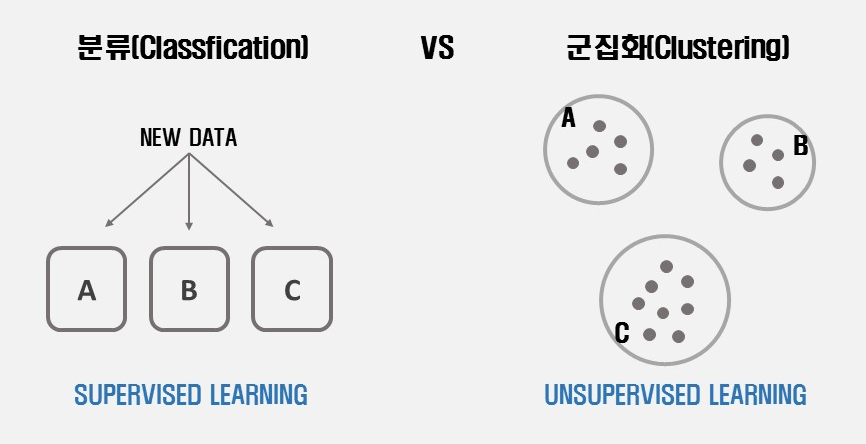 분류(Classfication)
VS
군집화(Clustering)
NEW DATA
A
B
C
SUPERVISED LEARNING
A
B
C
UNSUPERVISED LEARNING